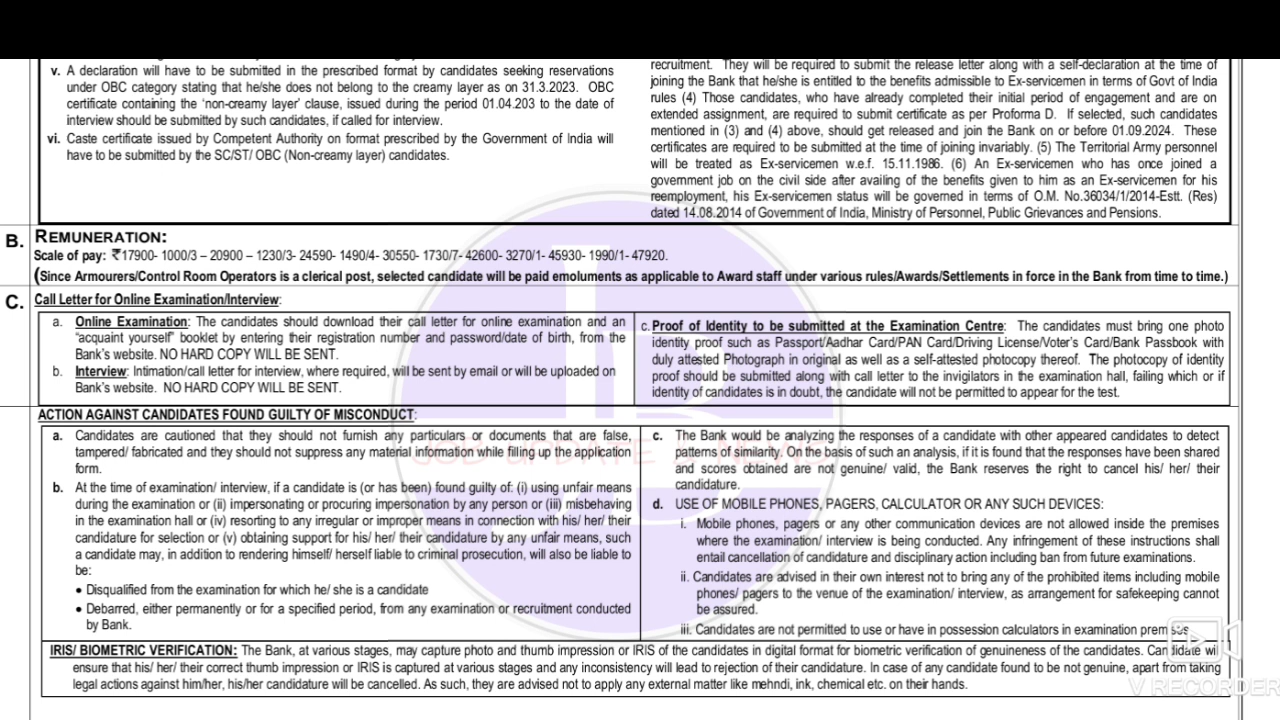 v. A declaration will have to be submitted in the prescribed format by candidates seeking reservations
under OBC category stating that he/she does not belong to the creamy layer as on 31.3.2023. OBC
certificate containing the 'non-creamy layer' clause, issued during the period 01.04.203 to the date of
interview should be submitted by such candidates, if called for interview.
vi. Caste certificate issued by Competent Authority on format prescribed by the Government of India will
have to be submitted by the SC/ST/ OBC (Non-creamy layer) candidates.
recruitment. They will be required to submit the release letter along with a self-declaration at the time of
joining the Bank that he/she is entitled to the benefits admissible to Ex-servicemen in terms of Govt of India
rules (4) Those candidates, who have already completed their initial period of engagement and are on
extended assignment, are required to submit certificate as per Proforma D. If selected, such candidates
mentioned in (3) and (4) above, should get released and join the Bank on or before 01.09.2024. These
certificates are required to be submitted at the time of joining invariably. (5) The Territorial Army personnel
will be treated as Ex-servicemen w.e.f. 15.11.1986. (6) An Ex-servicemen who has once joined a
government job on the civil side after availing of the benefits given to him as an Ex-servicemen for his
reemployment, his Ex-servicemen status will be governed in terms of O.M. No.36034/1/2014-Estt. (Res)
dated 14.08.2014 of Government of India, Ministry of Personnel, Public Grievances and Pensions.
B. REMUNERATION:
Scale of pay: ₹17900- 1000/3 – 20900 – 1230/3- 24590- 1490/4- 30550- 1730/7- 42600- 3270/1- 45930- 1990/1- 47920.
(Since Armourers/Control Room Operators is a clerical post, selected candidate will be paid emoluments as applicable to Award staff under various rules/Awards/Settlements in force in the Bank from time to time.)
C. Call Letter for Online Examination/Interview:
a. Online Examination: The candidates should download their call letter for online examination and an
"acquaint yourself" booklet by entering their registration number and password/date of birth, from the
Bank's website. NO HARD COPY WILL BE SENT.
b. Interview: Intimation/call letter for interview, where required, will be sent by email or will be uploaded on
Bank's website. NO HARD COPY WILL BE SENT.
c. Proof of Identity to be submitted at the Examination Centre: The candidates must bring one photo
identity proof such as Passport/Aadhar Card/PAN Card/Driving License/Voter's Card/Bank Passbook with
duly attested Photograph in original as well as a self-attested photocopy thereof. The photocopy of identity
proof should be submitted along with call letter to the invigilators in the examination hall, failing which or if
identity of candidates is in doubt, the candidate will not be permitted to appear for the test.
ACTION AGAINST CANDIDATES FOUND GUILTY OF MISCONDUCT:
a. Candidates are cautioned that they should not furnish any particulars or documents that are false,
tampered/ fabricated and they should not suppress any material information while filling up the application
form.
b. At the time of examination/ interview, if a candidate is (or has been) found guilty of: (i) using unfair means
during the examination or (ii) impersonating or procuring impersonation by any person or (iii) misbehaving
in the examination hall or (iv) resorting to any irregular or improper means in connection with his/ her/ their
candidature for selection or (v) obtaining support for his/ her/ their candidature by any unfair means, such
a candidate may, in addition to rendering himself/ herself liable to criminal prosecution, will also be liable to
be:
• Disqualified from the examination for which he/ she is a candidate
• Debarred, either permanently or for a specified period, from any examination or recruitment conducted
by Bank.
c. The Bank would be analyzing the responses of a candidate with other appeared candidates to detect
patterns of similarity. On the basis of such an analysis, if it is found that the responses have been shared
and scores obtained are not genuine/ valid, the Bank reserves the right to cancel his/ her/ their
candidature.
d. USE OF MOBILE PHONES, PAGERS, CALCULATOR OR ANY SUCH DEVICES:
i. Mobile phones, pagers or any other communication devices are not allowed inside the premises
where the examination/ interview is being conducted. Any infringement of these instructions shall
entail cancellation of candidature and disciplinary action including ban from future examinations.
ii. Candidates are advised in their own interest not to bring any of the prohibited items including mobile
phones/ pagers to the venue of the examination/ interview, as arrangement for safekeeping cannot
be assured.
iii. Candidates are not permitted to use or have in possession calculators in examination premises.
IRIS/ BIOMETRIC VERIFICATION: The Bank, at various stages, may capture photo and thumb impression or IRIS of the candidates in digital format for biometric verification of genuineness of the candidates. Candidate wil
ensure that his/ her/ their correct thumb impression or IRIS is captured at various stages and any inconsistency will lead to rejection of their candidature. In case of any candidate found to be not genuine, apart from taking
legal actions against him/her, his/her candidature will be cancelled. As such, they are advised not to apply any external matter like mehndi, ink, chemical etc. on their hands.
JOB UPDATE & NEWS
V RECORDER